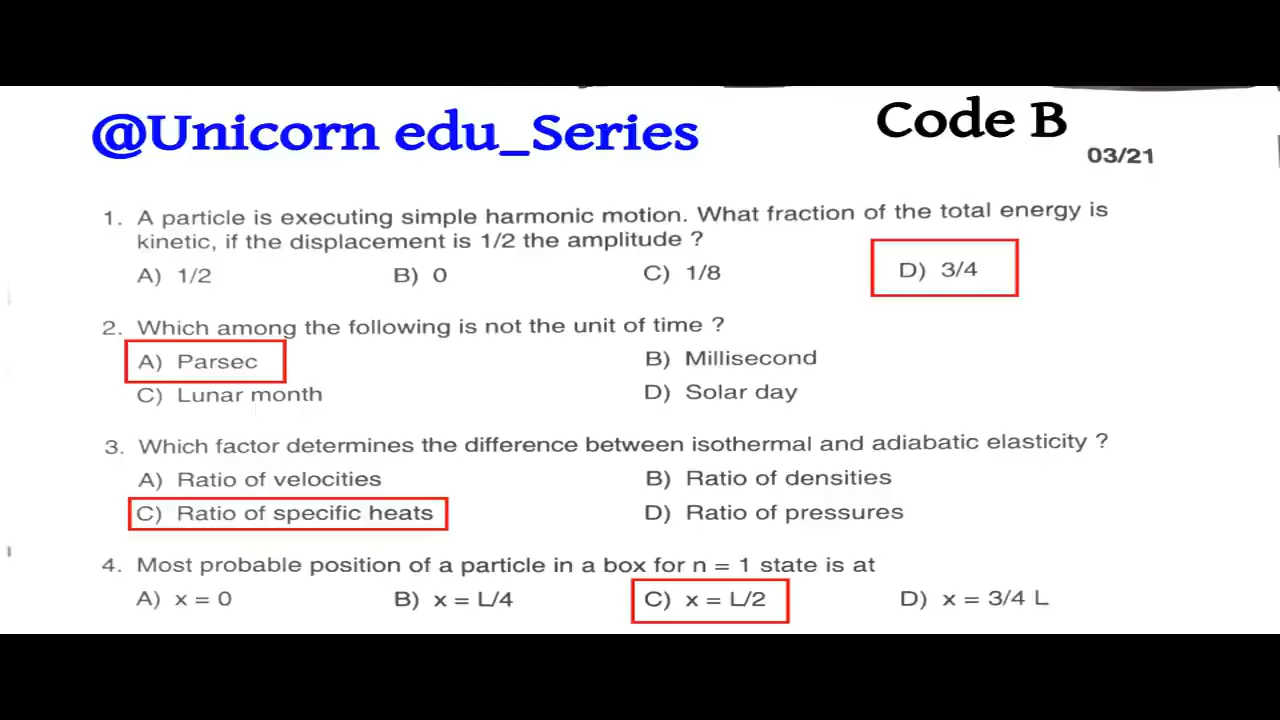 @Unicorn edu_Series
Code B
03/21
1. A particle is executing simple harmonic motion. What fraction of the total energy is
kinetic, if the displacement is 1/2 the amplitude ?
A) 1/2 B) 0 C) 1/8 D) 3/4
2. Which among the following is not the unit of time ?
A) Parsec B) Millisecond
C) Lunar month D) Solar day
3. Which factor determines the difference between isothermal and adiabatic elasticity ?
A) Ratio of velocities B) Ratio of densities
C) Ratio of specific heats D) Ratio of pressures
4. Most probable position of a particle in a box for n = 1 state is at
A) x = 0 B) x = L/4 C) x = L/2 D) x = 3/4 L